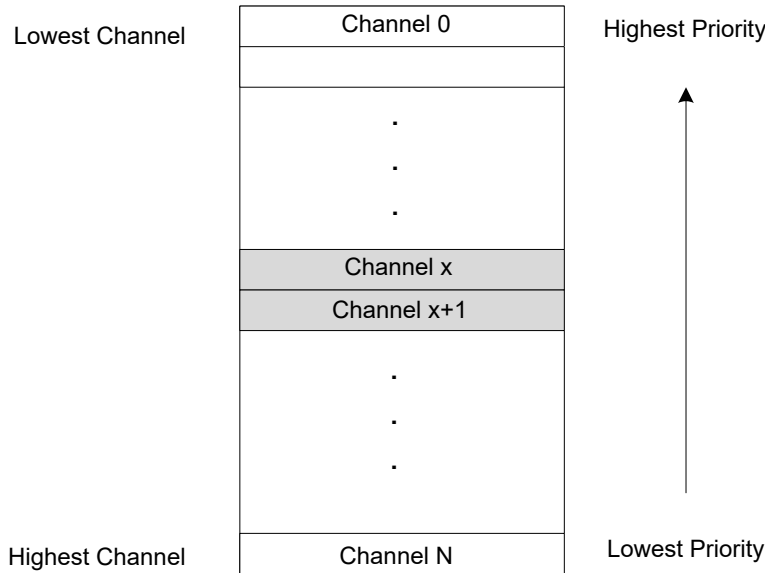 Lowest Channel
Channel 0
Highest Priority
.
.
.
Channel x
Channel x+1
.
.
.
Highest Channel
Channel N
Lowest Priority